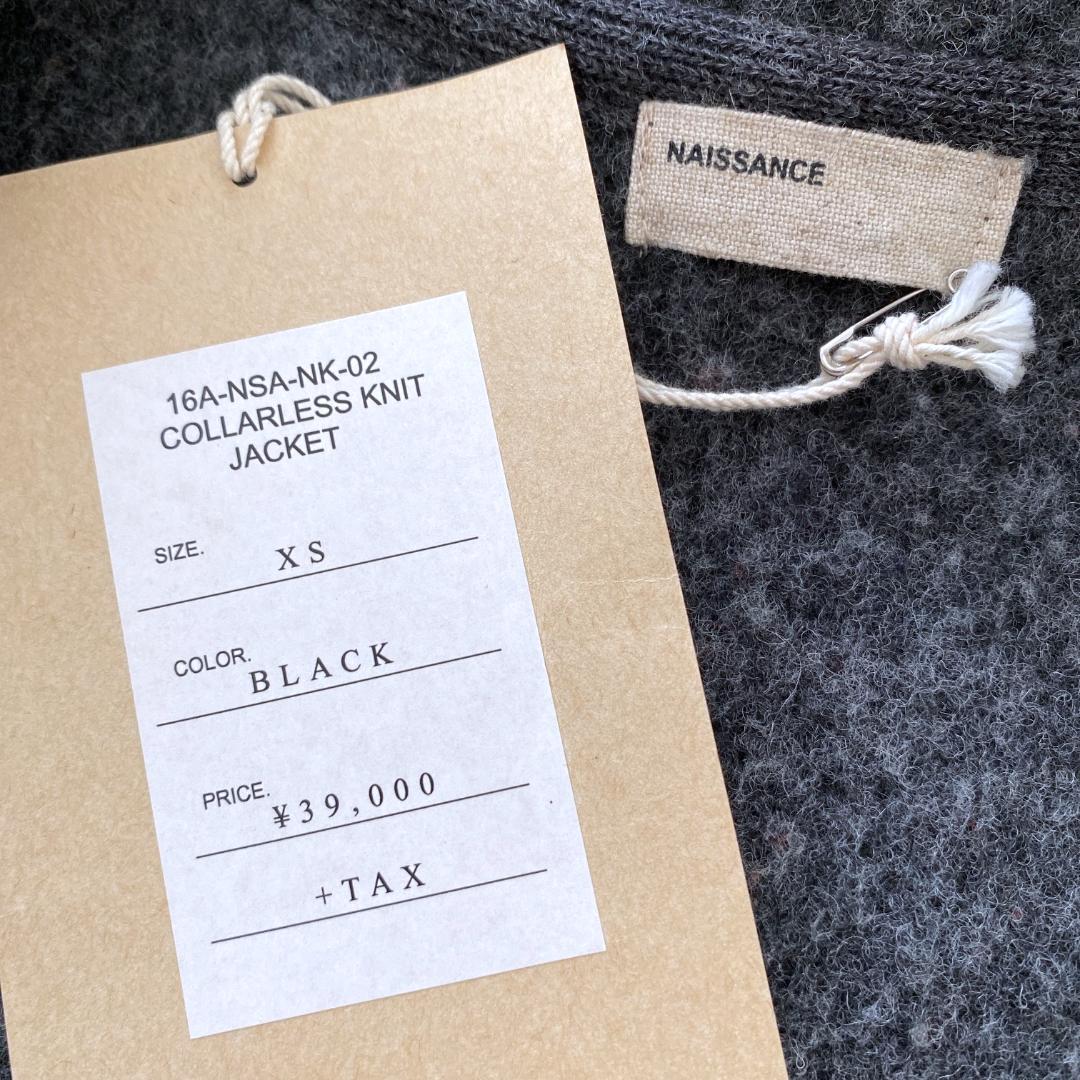 NAISSANCE
16A-NSA-NK-02
COLLARLESS KNIT
JACKET
SIZE. XS
COLOR. BLACK
PRICE. ¥39,000
+TAX